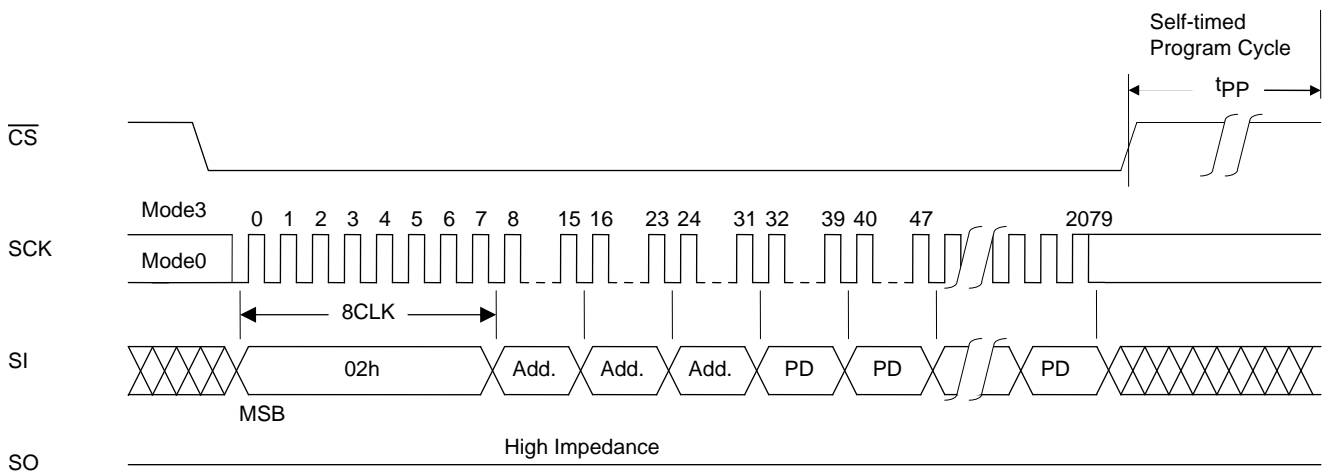 Self-timed
Program Cycle
tPP
CS
Mode3
0 1 2 3 4 5 6 7 8 15 16 23 24 31 32 39 40 47 2079
SCK
Mode0
8CLK
SI
02h Add. Add. Add. PD PD PD
MSB
High Impedance
SO